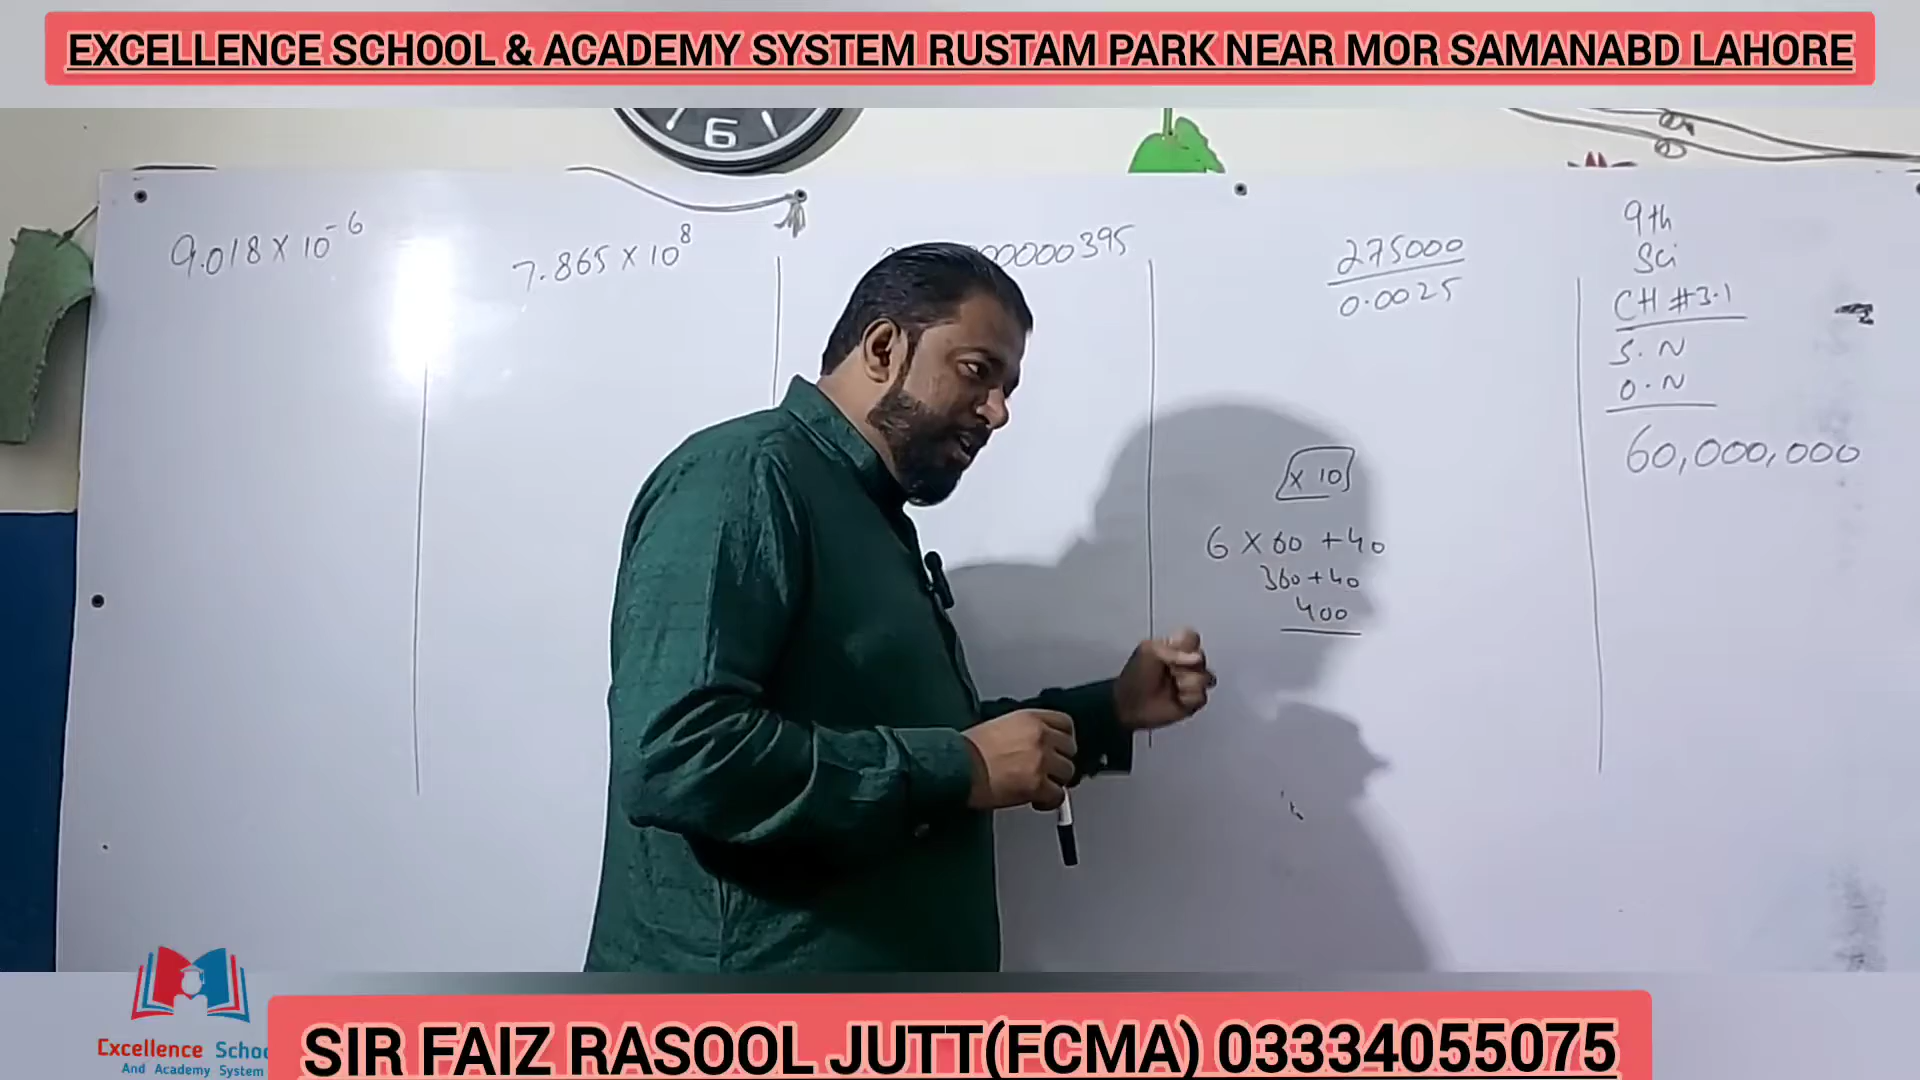 EXCELLENCE SCHOOL & ACADEMY SYSTEM RUSTAM PARK NEAR MOR SAMANABD LAHORE
6
9.018 × 10⁻⁶
7.865 × 10⁸
000000395
275000
0.0025
× 10
6 × 60 + 40
360 + 40
400
9th
Sci
CH #3.1
S.N
O.N
60,000,000
Excellence Schoo
And Academy System
SIR FAIZ RASOOL JUTT(FCMA) 03334055075